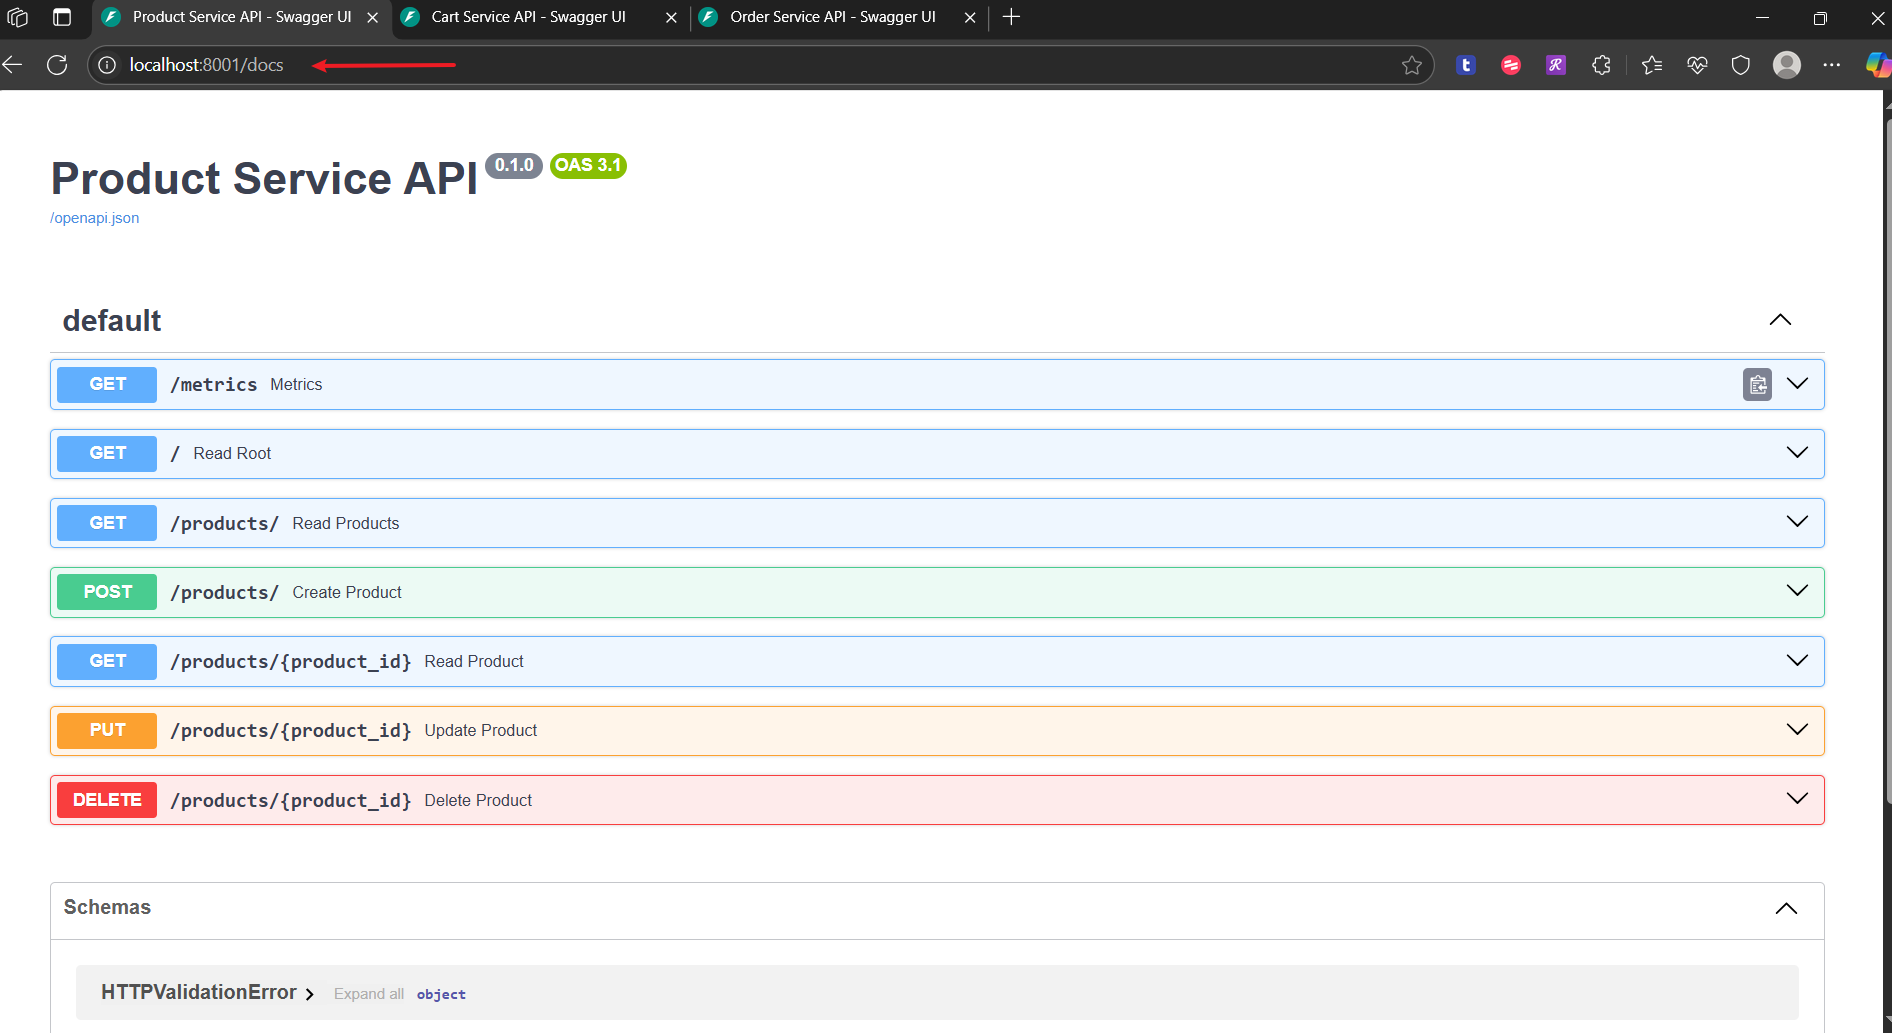 Product Service API - Swagger UI
Cart Service API - Swagger UI
Order Service API - Swagger UI
localhost:8001/docs
Product Service API 0.1.0 OAS 3.1
/openapi.json
default
GET /metrics Metrics
GET / Read Root
GET /products/ Read Products
POST /products/ Create Product
GET /products/{product_id} Read Product
PUT /products/{product_id} Update Product
DELETE /products/{product_id} Delete Product
Schemas
HTTPValidationError Expand all object